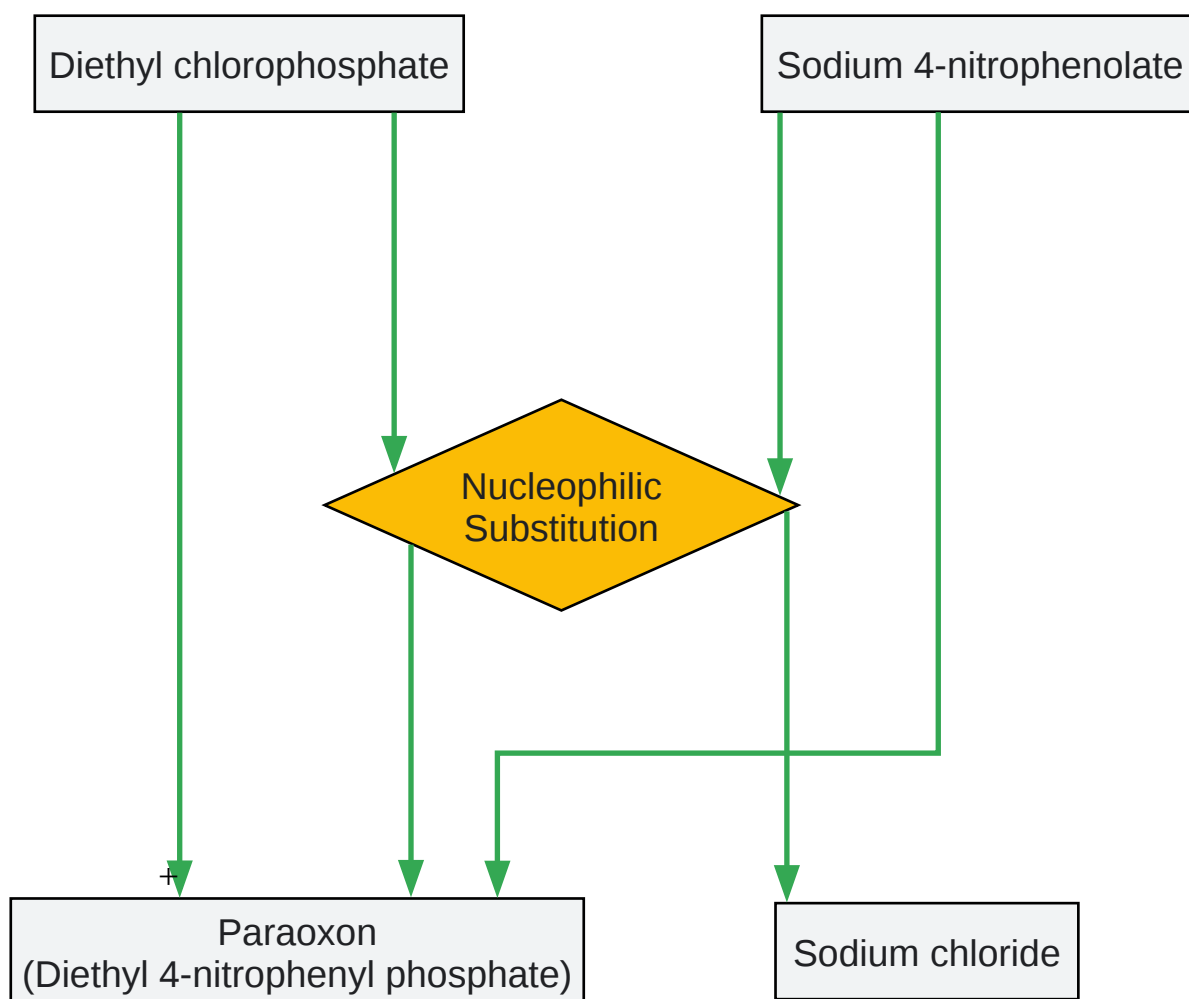 Diethyl chlorophosphate
Sodium 4-nitrophenolate
Nucleophilic
Substitution
+
Paraoxon
(Diethyl 4-nitrophenyl phosphate)
Sodium chloride